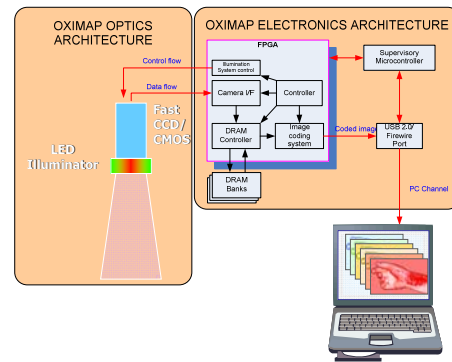 OXIMAP OPTICS
ARCHITECTURE
OXIMAP ELECTRONICS ARCHITECTURE
FPGA
Control flow
Illumination
System control
Supervisory
Microcontroller
Data flow
Camera I/F
Controller
Fast
CCD/
CMOS
DRAM
Controller
Image
coding
system
Coded image
USB 2.0/
Firewire
Port
LED
Illuminator
DRAM
Banks
PC Channel